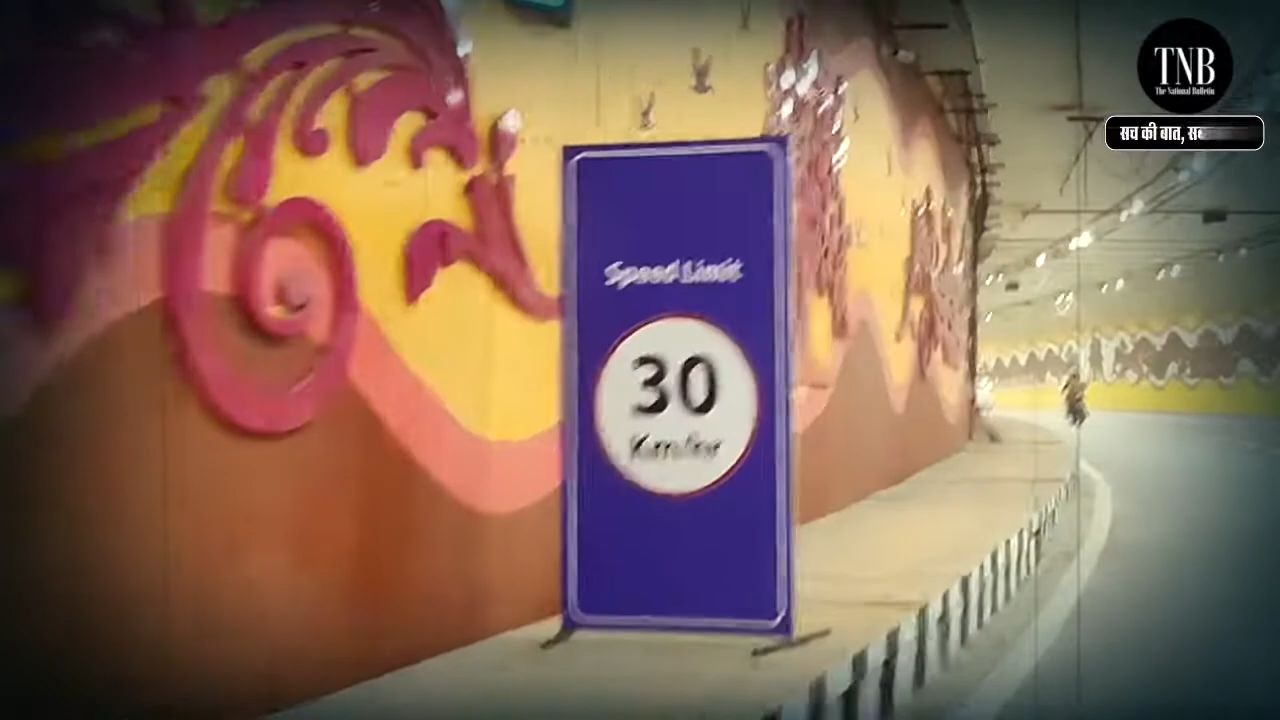 TNB
The National Bulletin
सच की बात,
Speed Limit
30
Km/hr